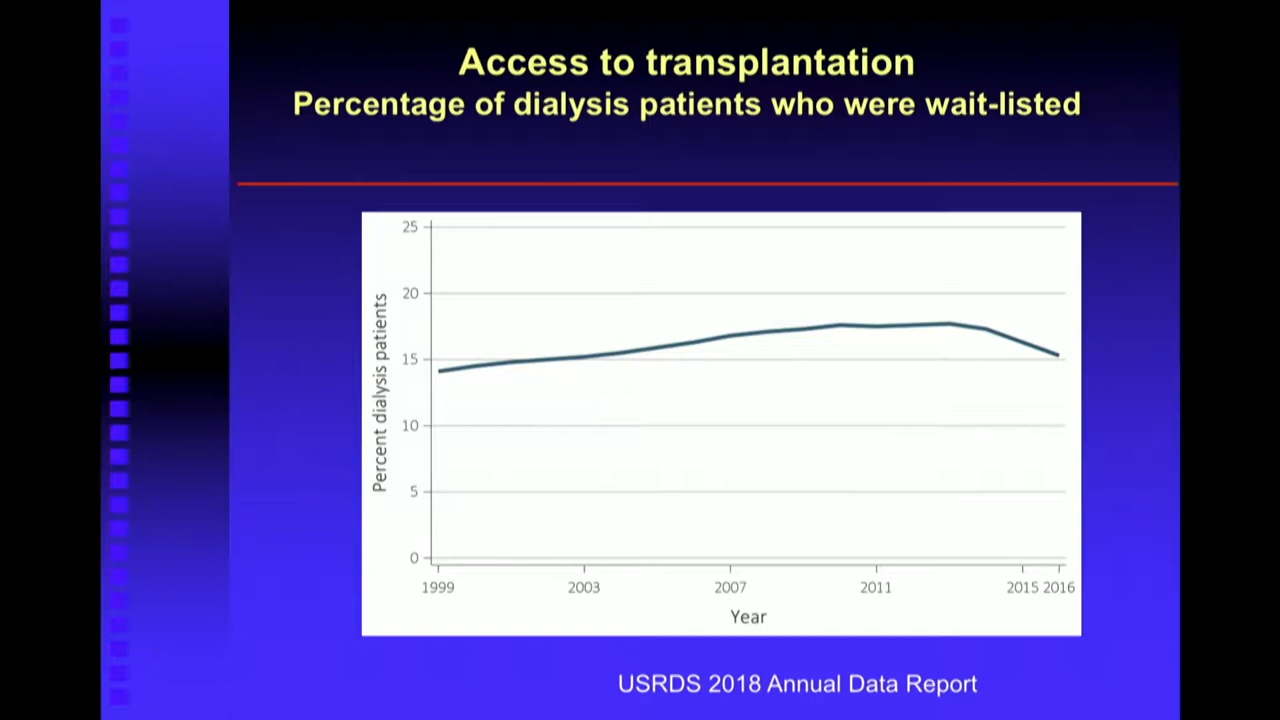 Access to transplantation
Percentage of dialysis patients who were wait-listed
25
20
15
10
5
0
Percent dialysis patients
1999 2003 2007 2011 2015 2016
Year
USRDS 2018 Annual Data Report